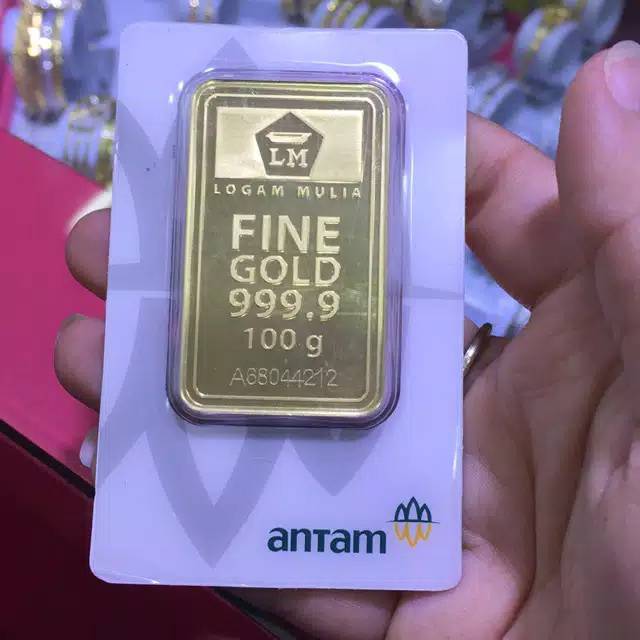 LM
LOGAM MULIA
FINE
GOLD
999.9
100 g
A68044212
antam